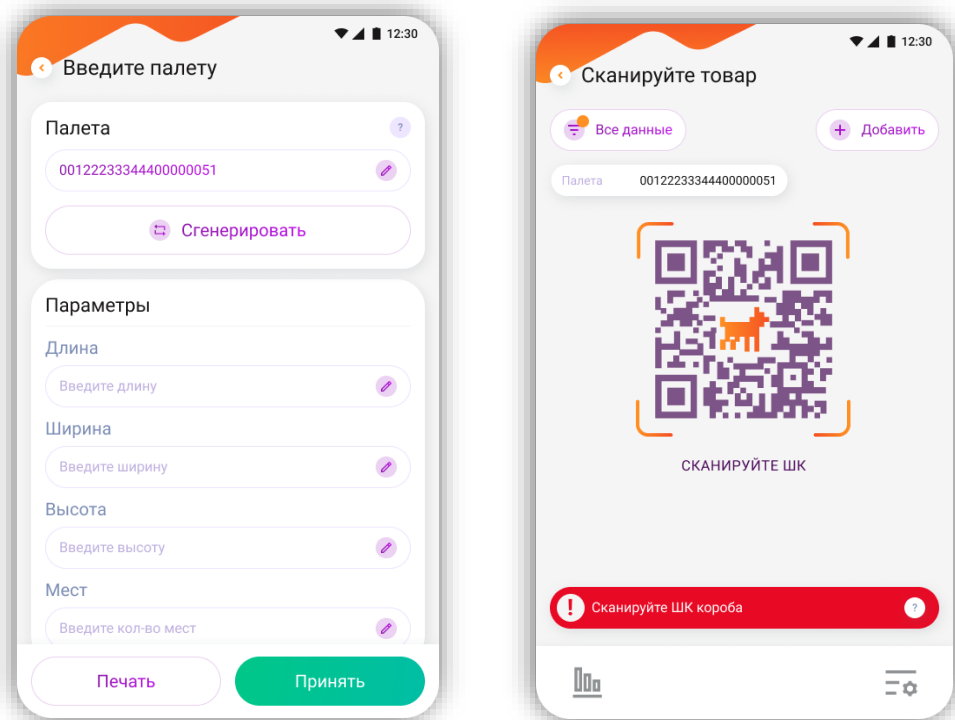 12:30
Введите палету
Палета
?
00122233344400000051
Сгенерировать
Параметры
Длина
Введите длину
Ширина
Введите ширину
Высота
Введите высоту
Мест
Введите кол-во мест
Печать
Принять
12:30
Сканируйте товар
Все данные
Добавить
Палета
00122233344400000051
СКАНИРУЙТЕ ШК
! Сканируйте ШК короба ?